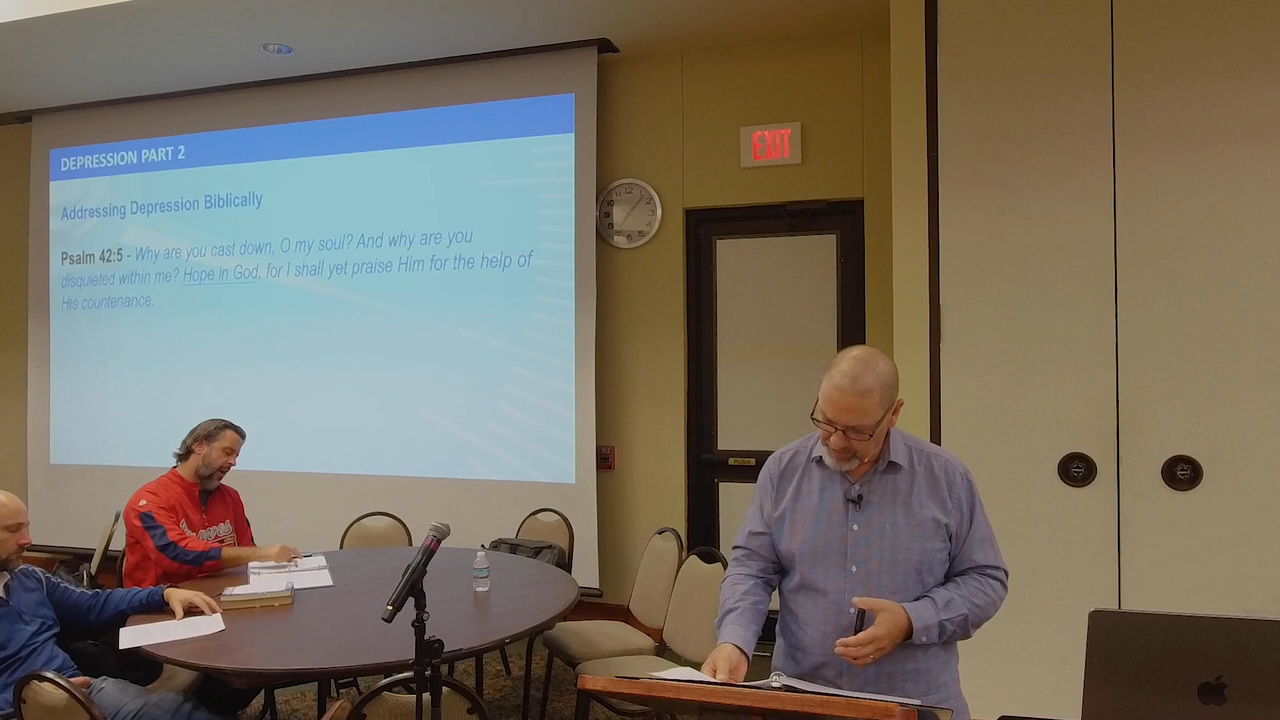 DEPRESSION PART 2
Addressing Depression Biblically
Psalm 42:5 - Why are you cast down, O my soul? And why are you
disquieted within me? Hope in God, for I shall yet praise Him for the help of
His countenance.
EXIT
PUSH